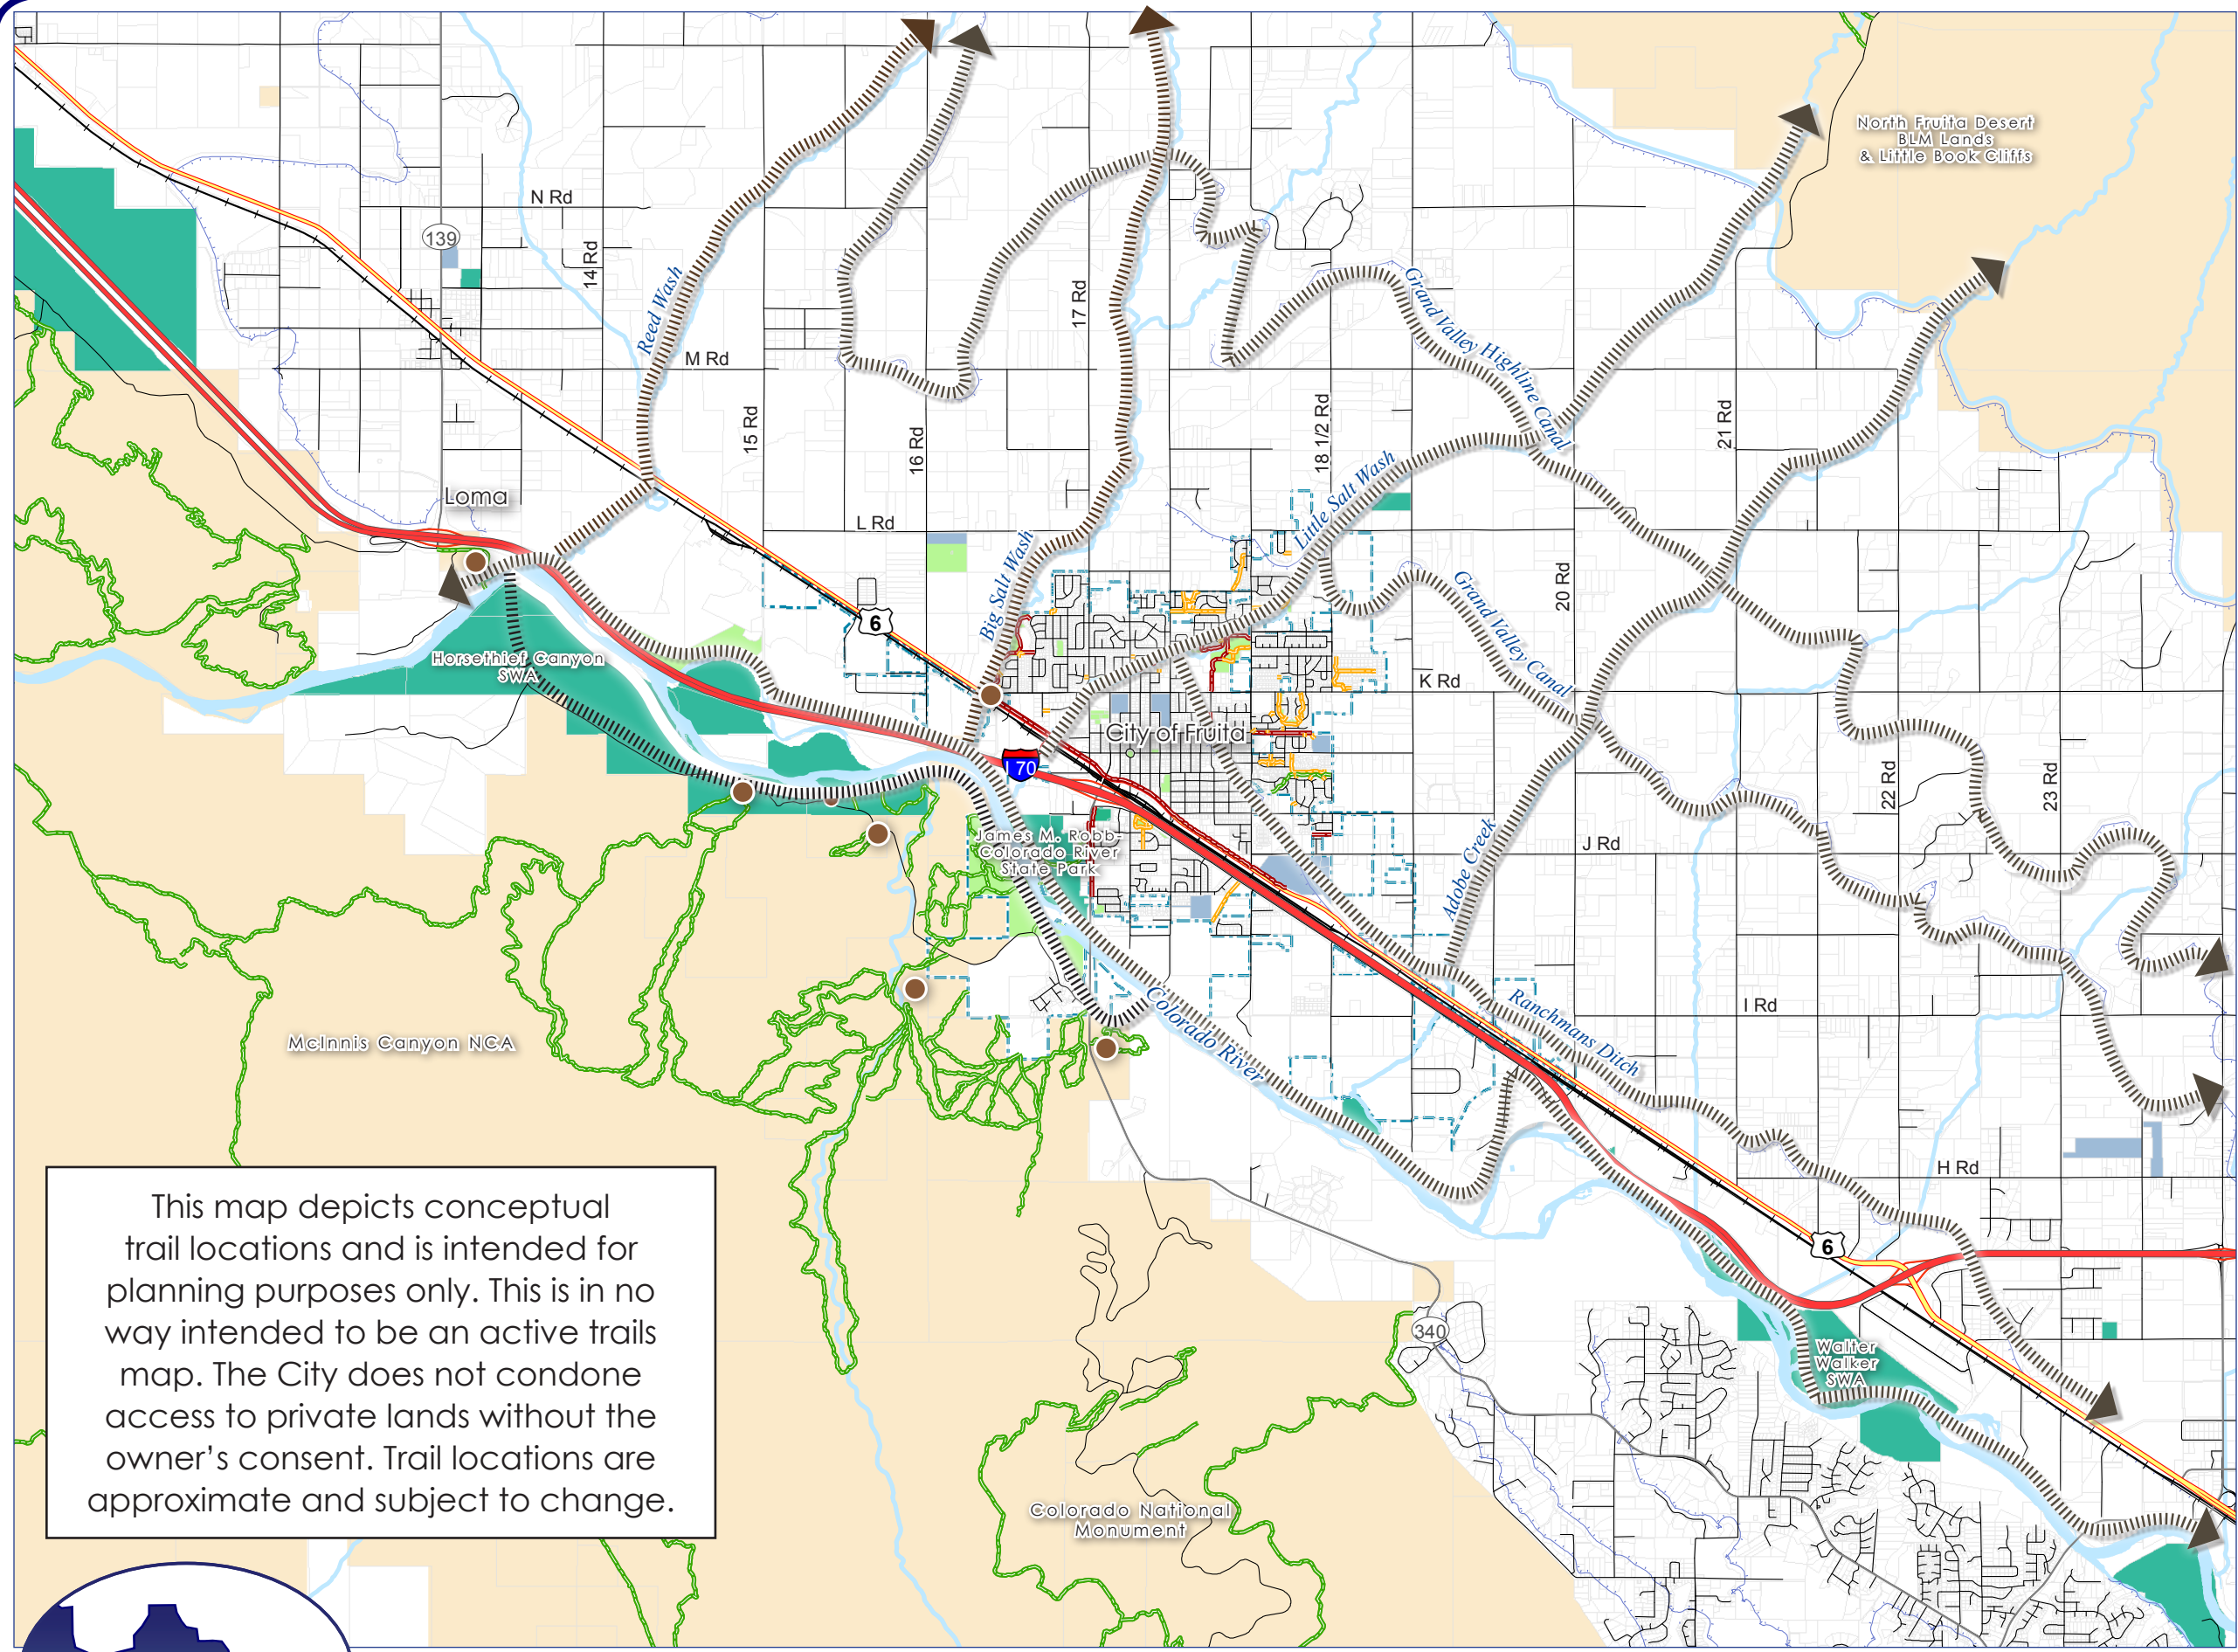 North Fruita Desert
BLM Lands
& Little Book Cliffs
N Rd
139
14 Rd
Reed Wash
M Rd
17 Rd
Grand Valley Highline Canal
15 Rd
16 Rd
18 1/2 Rd
21 Rd
Loma
L Rd
Little Salt Wash
Big Salt Wash
20 Rd
Grand Valley Canal
6
Horsethief Canyon
SWA
K Rd
City of Fruita
I 70
22 Rd
23 Rd
James M. Robb-
Colorado River
State Park
J Rd
Adobe Creek
I Rd
Colorado River
Ranchmans Ditch
McInnis Canyon NCA
H Rd
6
This map depicts conceptual
trail locations and is intended for
planning purposes only. This is in no
way intended to be an active trails
map. The City does not condone
access to private lands without the
owner’s consent. Trail locations are
approximate and subject to change.
340
Walter
Walker
SWA
Colorado National
Monument